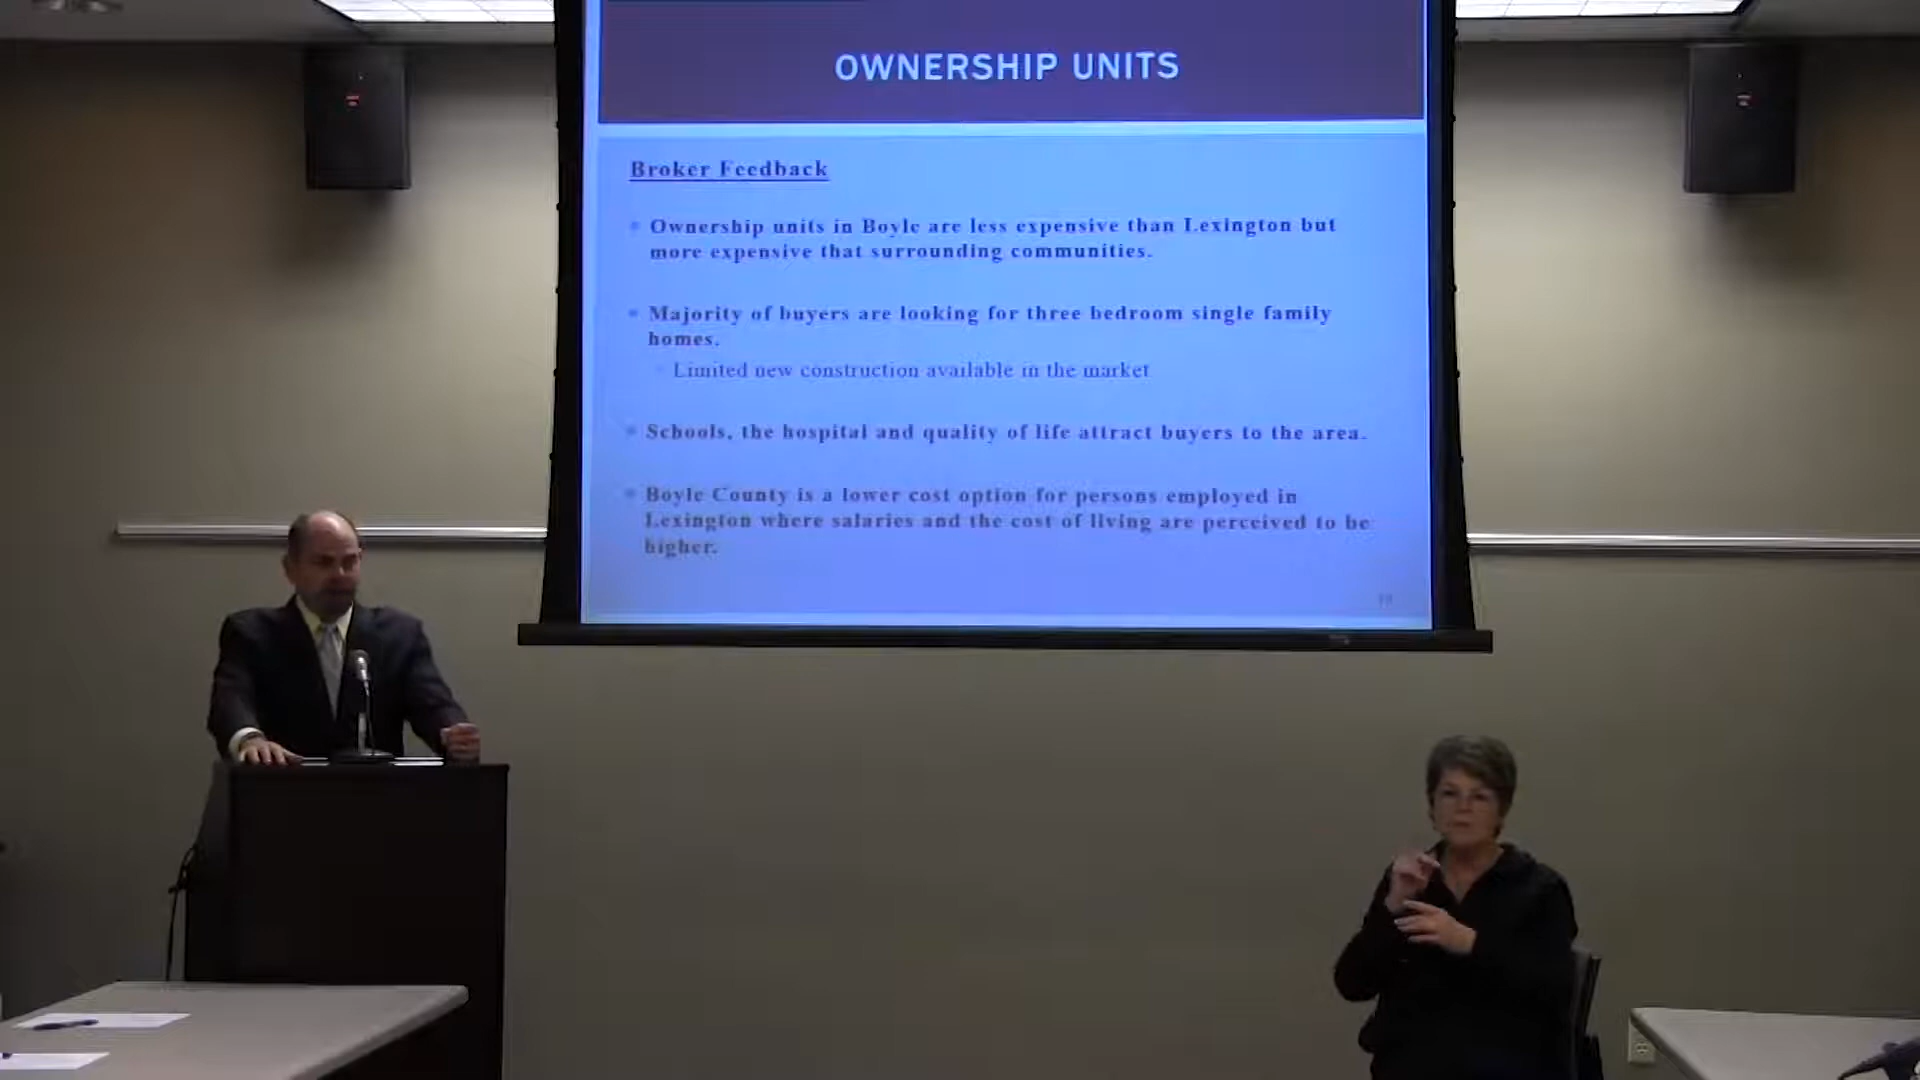 OWNERSHIP UNITS
Broker Feedback
Ownership units in Boyle are less expensive than Lexington but
more expensive that surrounding communities.
Majority of buyers are looking for three bedroom single family
homes.
Limited new construction available in the market
Schools, the hospital and quality of life attract buyers to the area.
Boyle County is a lower cost option for persons employed in
Lexington where salaries and the cost of living are perceived to be
higher.